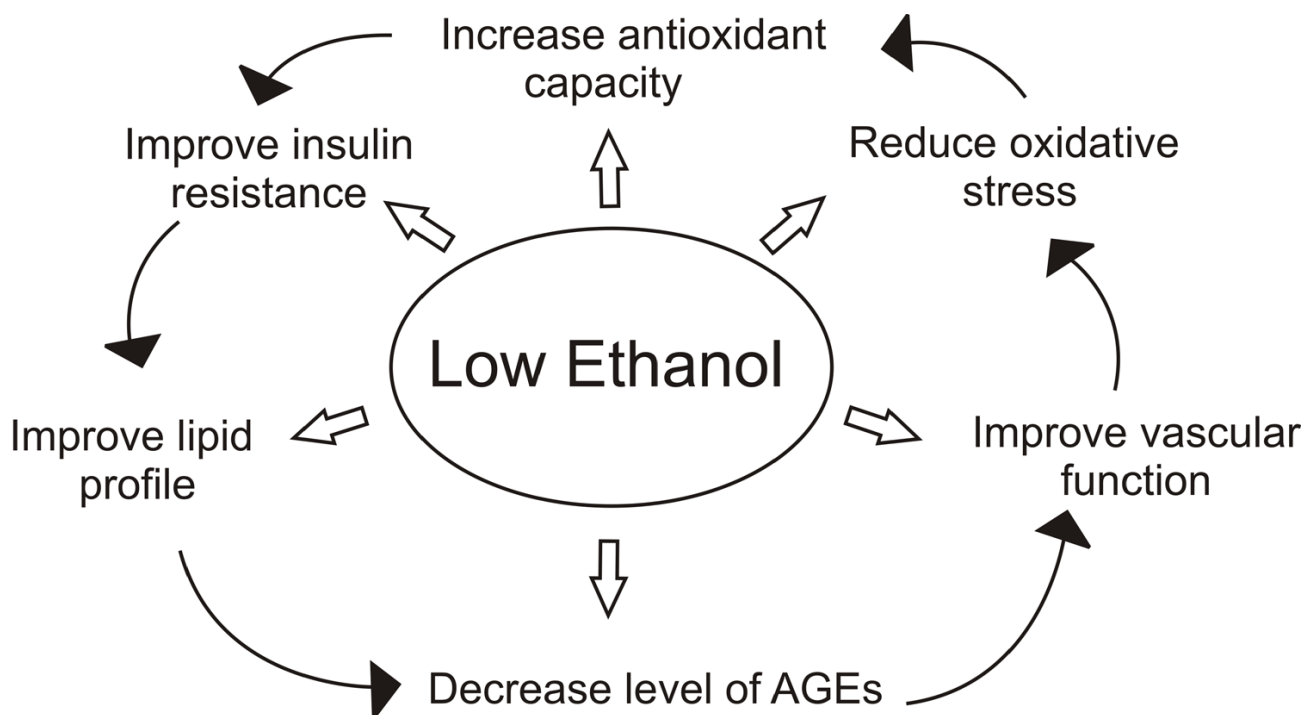 Increase antioxidant
capacity
Improve insulin
resistance
Reduce oxidative
stress
Low Ethanol
Improve lipid
profile
Improve vascular
function
Decrease level of AGEs